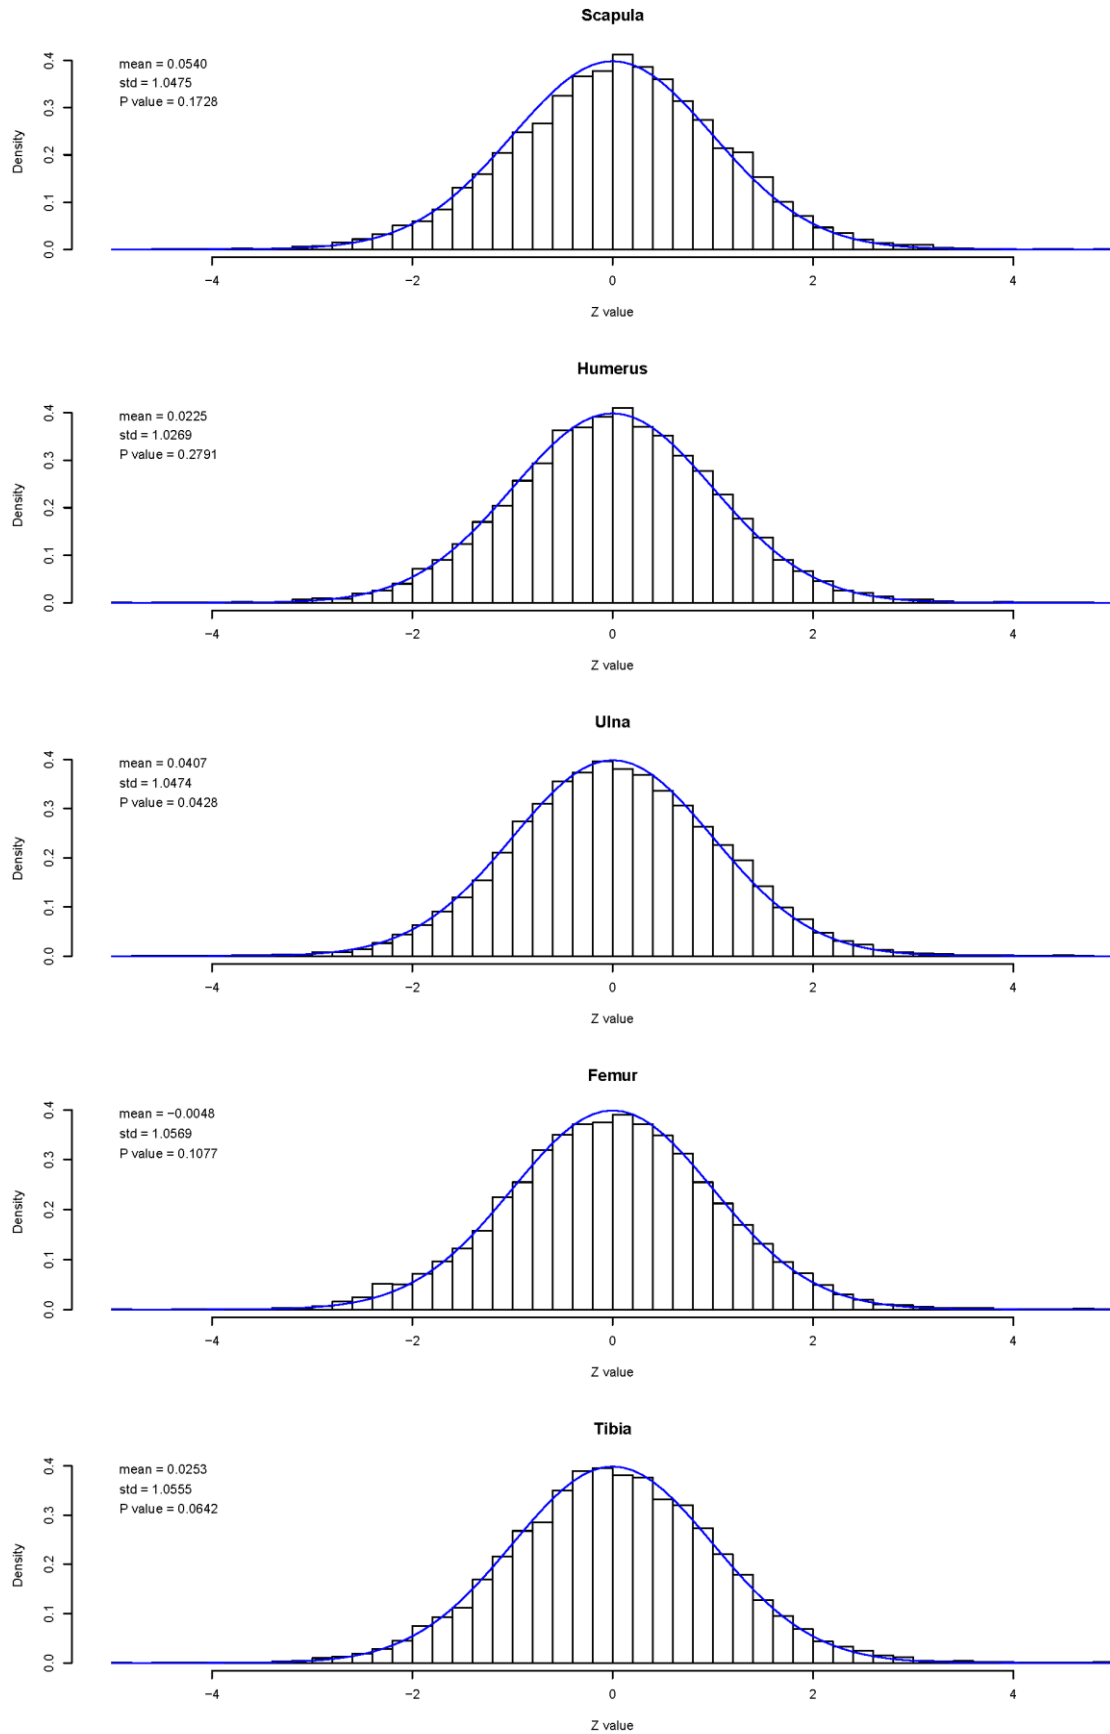 Scapula
mean = 0.0540
std = 1.0475
P value = 0.1728
Density
0.0
0.1
0.2
0.3
0.4
−4
−2
0
2
4
Z value
Humerus
mean = 0.0225
std = 1.0269
P value = 0.2791
Density
0.0
0.1
0.2
0.3
0.4
−4
−2
0
2
4
Z value
Ulna
mean = 0.0407
std = 1.0474
P value = 0.0428
Density
0.0
0.1
0.2
0.3
0.4
−4
−2
0
2
4
Z value
Femur
mean = −0.0048
std = 1.0569
P value = 0.1077
Density
0.0
0.1
0.2
0.3
0.4
−4
−2
0
2
4
Z value
Tibia
mean = 0.0253
std = 1.0555
P value = 0.0642
Density
0.0
0.1
0.2
0.3
0.4
−4
−2
0
2
4
Z value